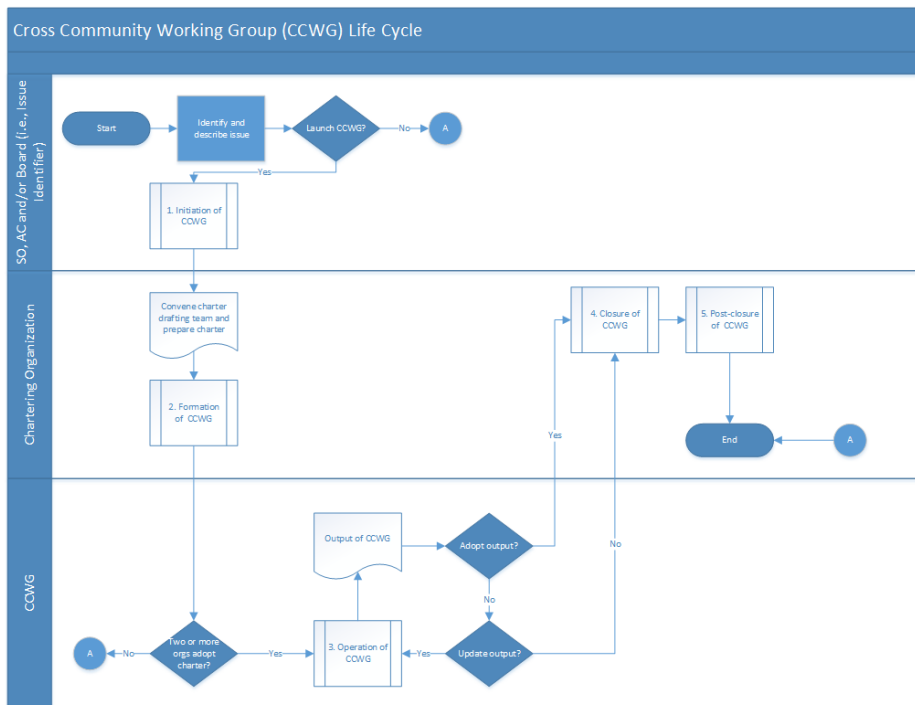 Cross Community Working Group (CCWG) Life Cycle
SO, AC and/or Board (i.e., Issue
Identifier)
Start
Identify and
describe issue
Launch CCWG?
No
A
Yes
1. Initiation of
CCWG
Chartering Organization
Convene charter
drafting team and
prepare charter
2. Formation
of CCWG
4. Closure of
CCWG
5. Post-closure
of CCWG
Yes
End
A
CCWG
Output of CCWG
Adopt output?
No
No
A
No
Two or more
orgs adopt
charter?
Yes
3. Operation of
CCWG
Yes
Update output?